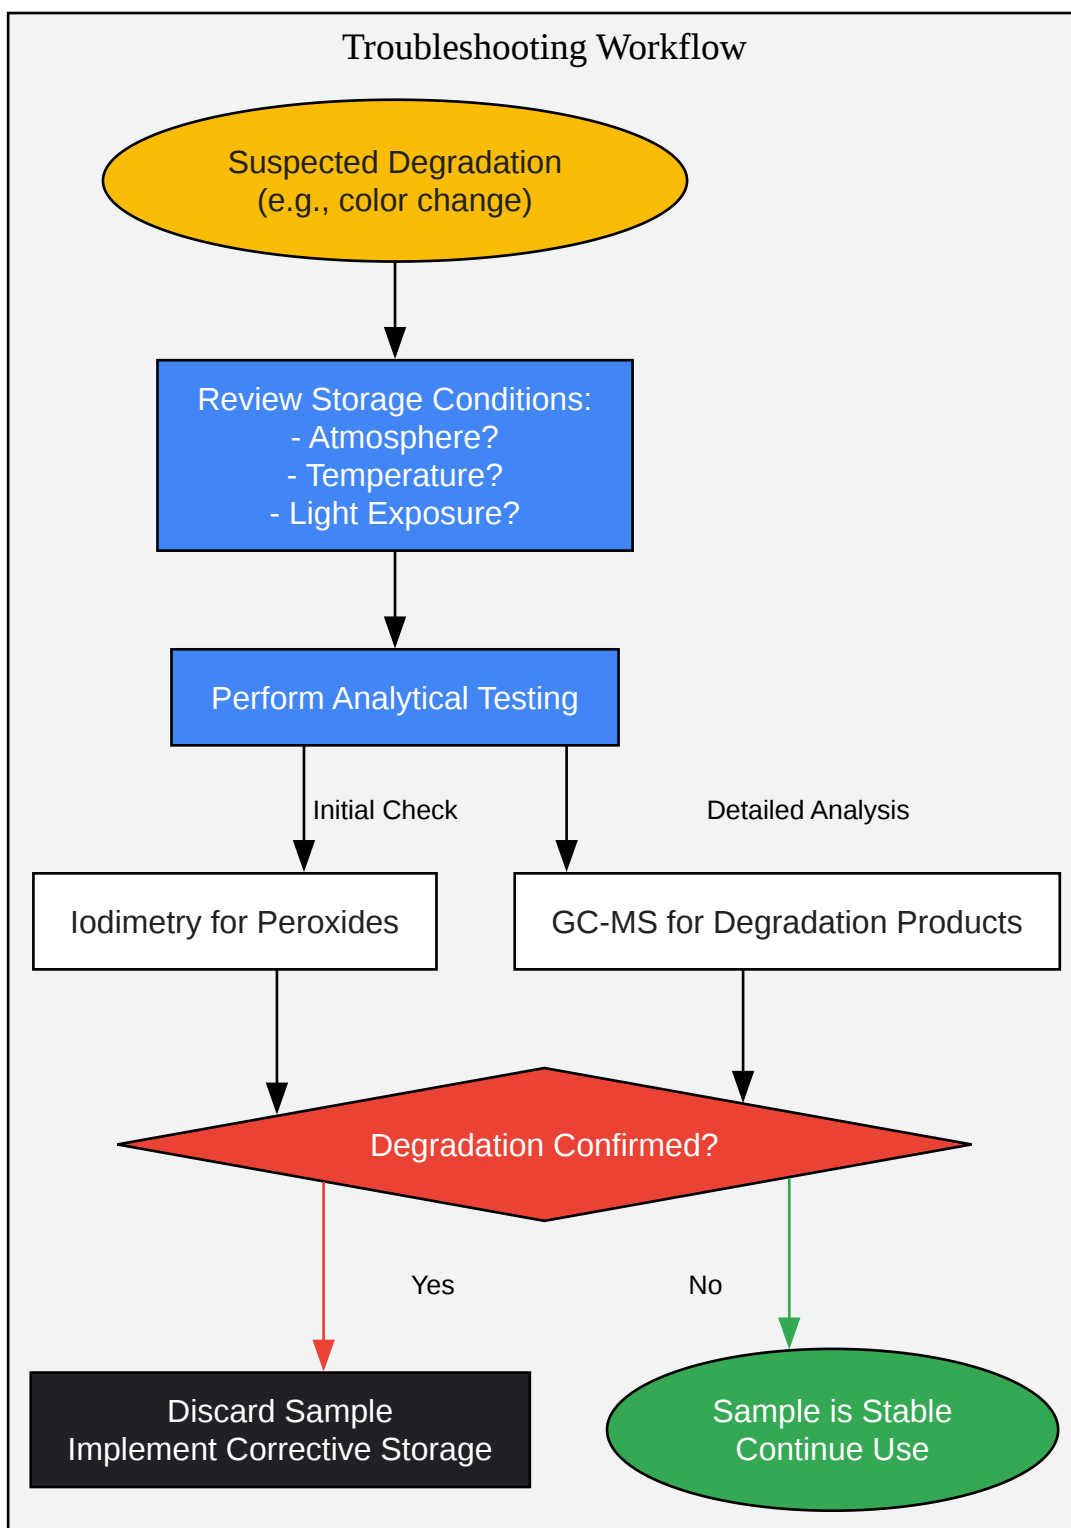 Troubleshooting Workflow
Suspected Degradation
(e.g., color change)
Review Storage Conditions:
- Atmosphere?
- Temperature?
- Light Exposure?
Perform Analytical Testing
Initial Check
Detailed Analysis
Iodimetry for Peroxides
GC-MS for Degradation Products
Degradation Confirmed?
Yes
No
Discard Sample
Implement Corrective Storage
Sample is Stable
Continue Use